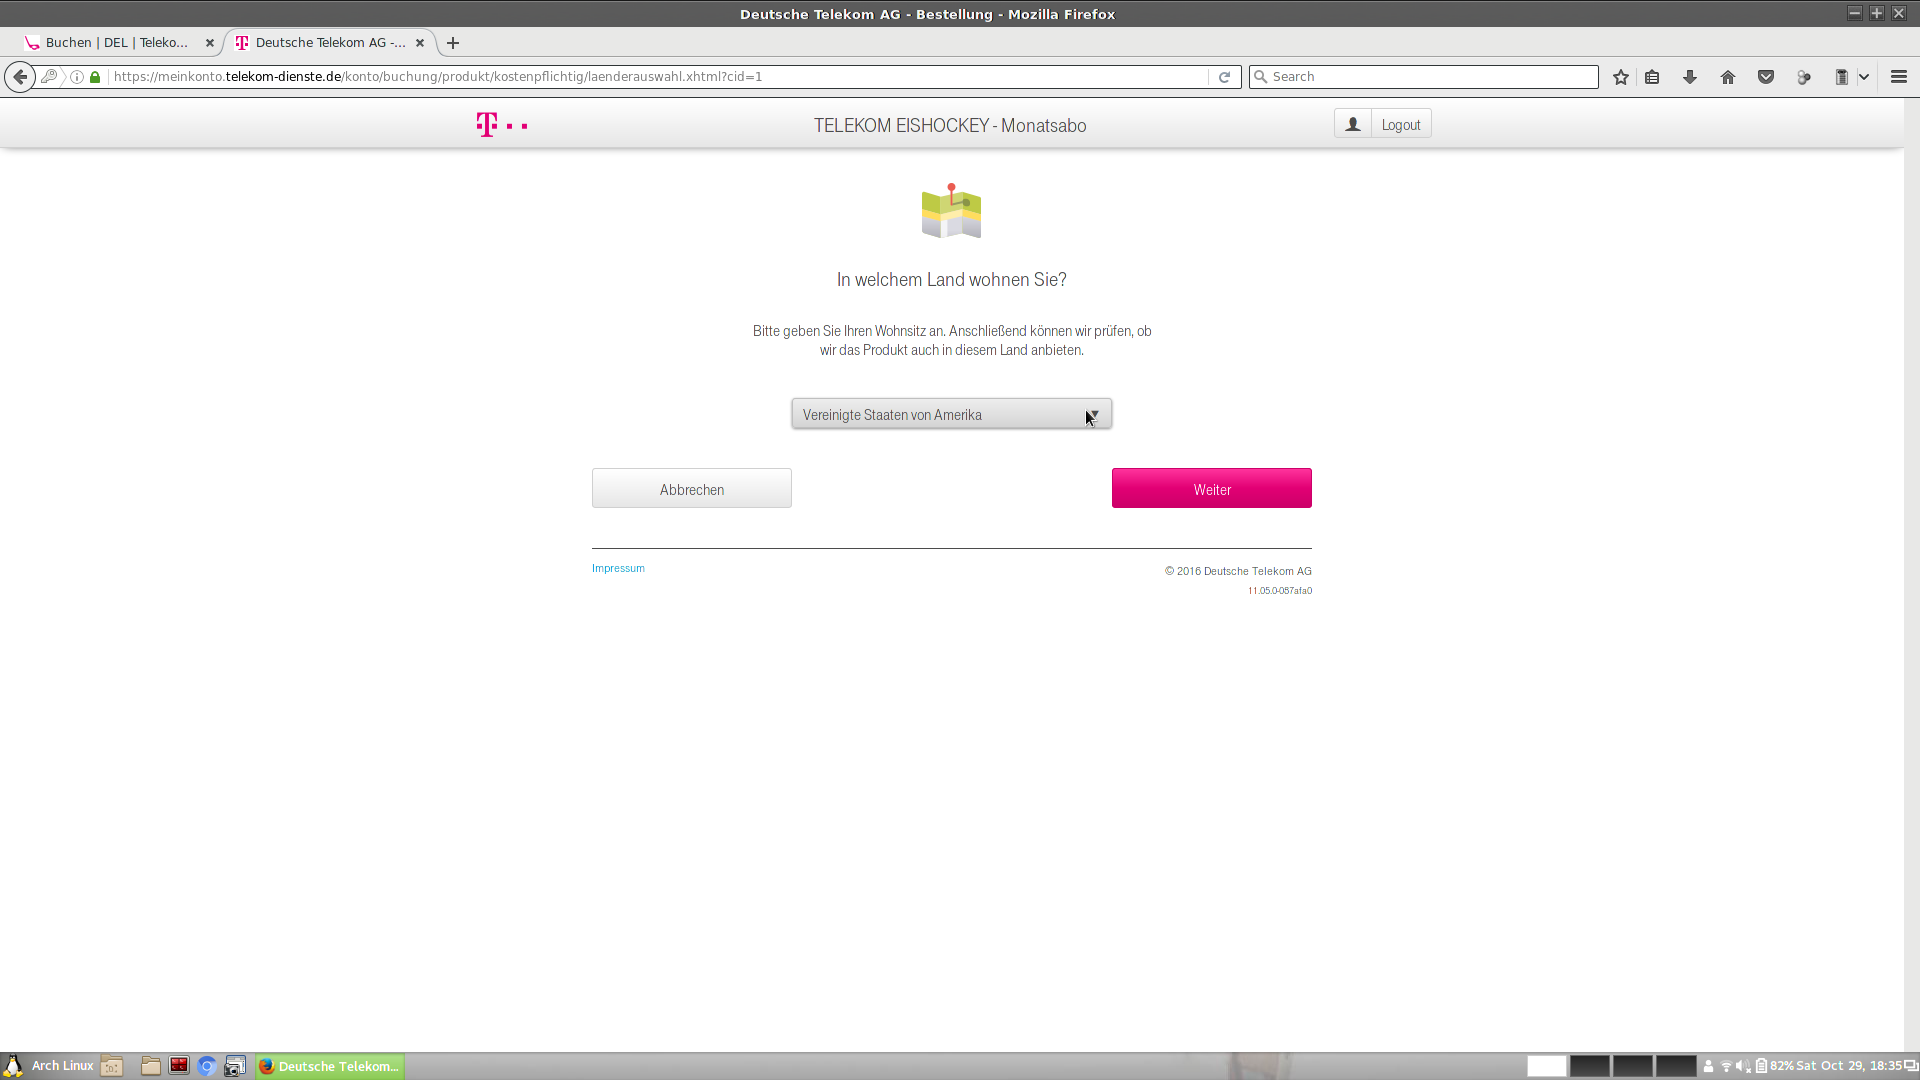 Deutsche Telekom AG - Bestellung - Mozilla Firefox
Buchen | DEL | Teleko...
Deutsche Telekom AG -...
https://meinkonto.telekom-dienste.de/konto/buchung/produkt/kostenpflichtig/laenderauswahl.xhtml?cid=1
Search
TELEKOM EISHOCKEY - Monatsabo
Logout
In welchem Land wohnen Sie?
Bitte geben Sie Ihren Wohnsitz an. Anschließend können wir prüfen, ob
wir das Produkt auch in diesem Land anbieten.
Vereinigte Staaten von Amerika
Abbrechen
Weiter
Impressum
© 2016 Deutsche Telekom AG
11.05.0-087afa0
Arch Linux
Deutsche Telekom...
82% Sat Oct 29, 18:35